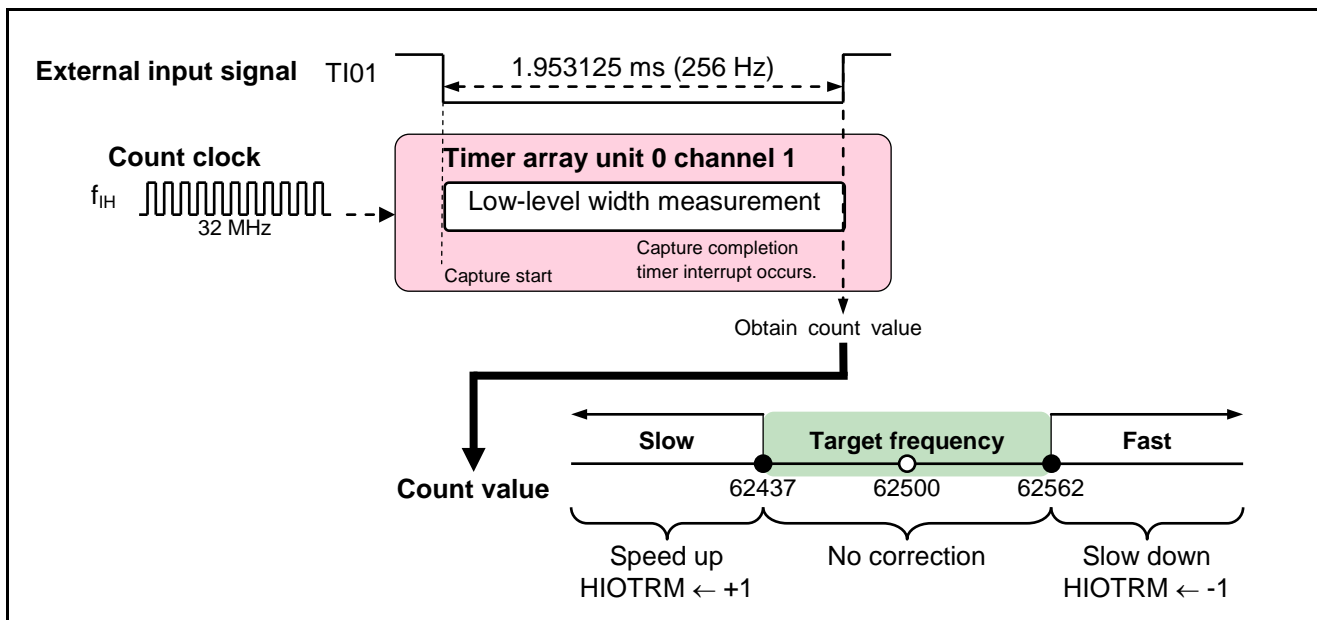 External input signal TI01
1.953125 ms (256 Hz)
Count clock
fIH
32 MHz
Timer array unit 0 channel 1
Low-level width measurement
Capture completion
timer interrupt occurs.
Capture start
Obtain count value
Count value
Slow
Target frequency
Fast
62437
62500
62562
Speed up
HIOTRM ← +1
No correction
Slow down
HIOTRM ← -1